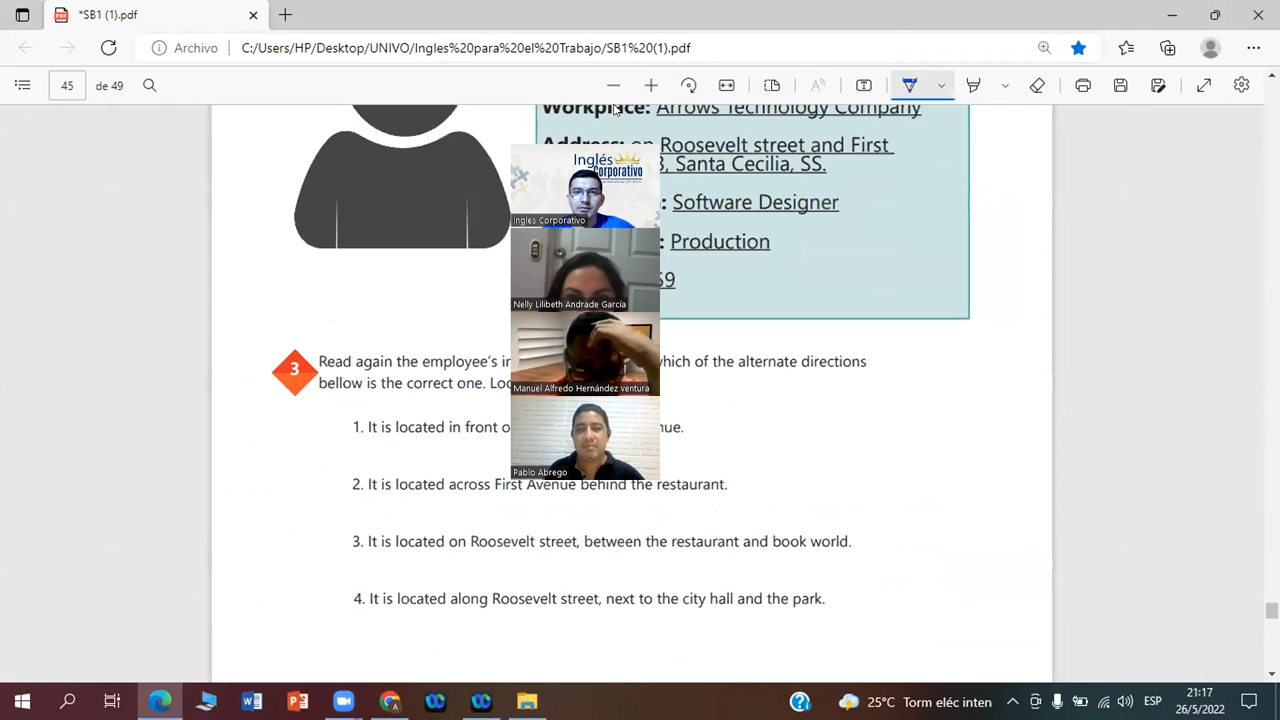 *SB1 (1).pdf
Archivo
C:/Users/HP/Desktop/UNIVO/Ingles%20para%20el%20Trabajo/SB1%20(1).pdf
45 de 49
Workplace: Arrows Technology Company
Address: on Roosevelt street and First
3, Santa Cecilia, SS.
: Software Designer
: Production
59
Inglés
Corporativo
Ingles Corporativo
Nelly Lilibeth Andrade García
Manuel Alfredo Hernández ventura
Pablo Abrego
3
Read again the employee's in which of the alternate directions
bellow is the correct one. Loc
1. It is located in front o nue.
2. It is located across First Avenue behind the restaurant.
3. It is located on Roosevelt street, between the restaurant and book world.
4. It is located along Roosevelt street, next to the city hall and the park.
25°C Torm eléc inten
ESP
21:17
26/5/2022